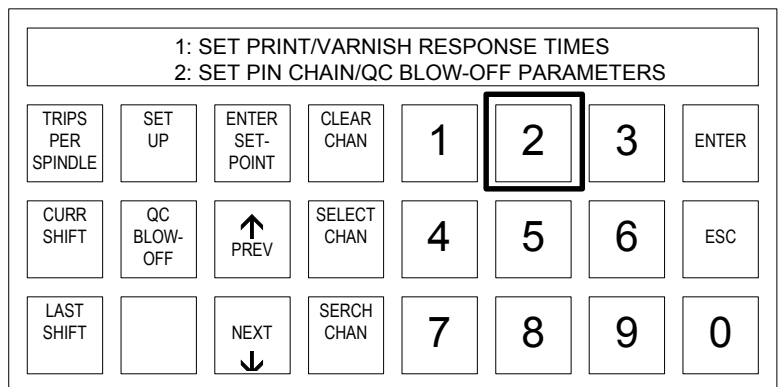 1: SET PRINT/VARNISH RESPONSE TIMES
2: SET PIN CHAIN/QC BLOW-OFF PARAMETERS
TRIPS
PER
SPINDLE
SET
UP
ENTER
SET-
POINT
CLEAR
CHAN
1
2
3
ENTER
CURR
SHIFT
QC
BLOW-
OFF
PREV
SELECT
CHAN
4
5
6
ESC
LAST
SHIFT
NEXT
SERCH
CHAN
7
8
9
0